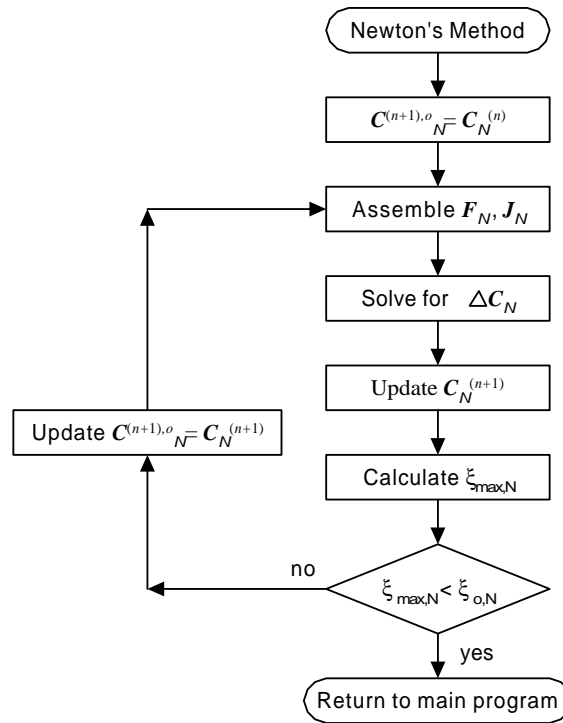 Newton's Method
C^(n+1),o_N = C_N^(n)
Assemble F_N, J_N
Solve for △C_N
Update C_N^(n+1)
Update C^(n+1),o_N = C_N^(n+1)
Calculate ξ_max,N
no
ξ_max,N < ξ_o,N
yes
Return to main program